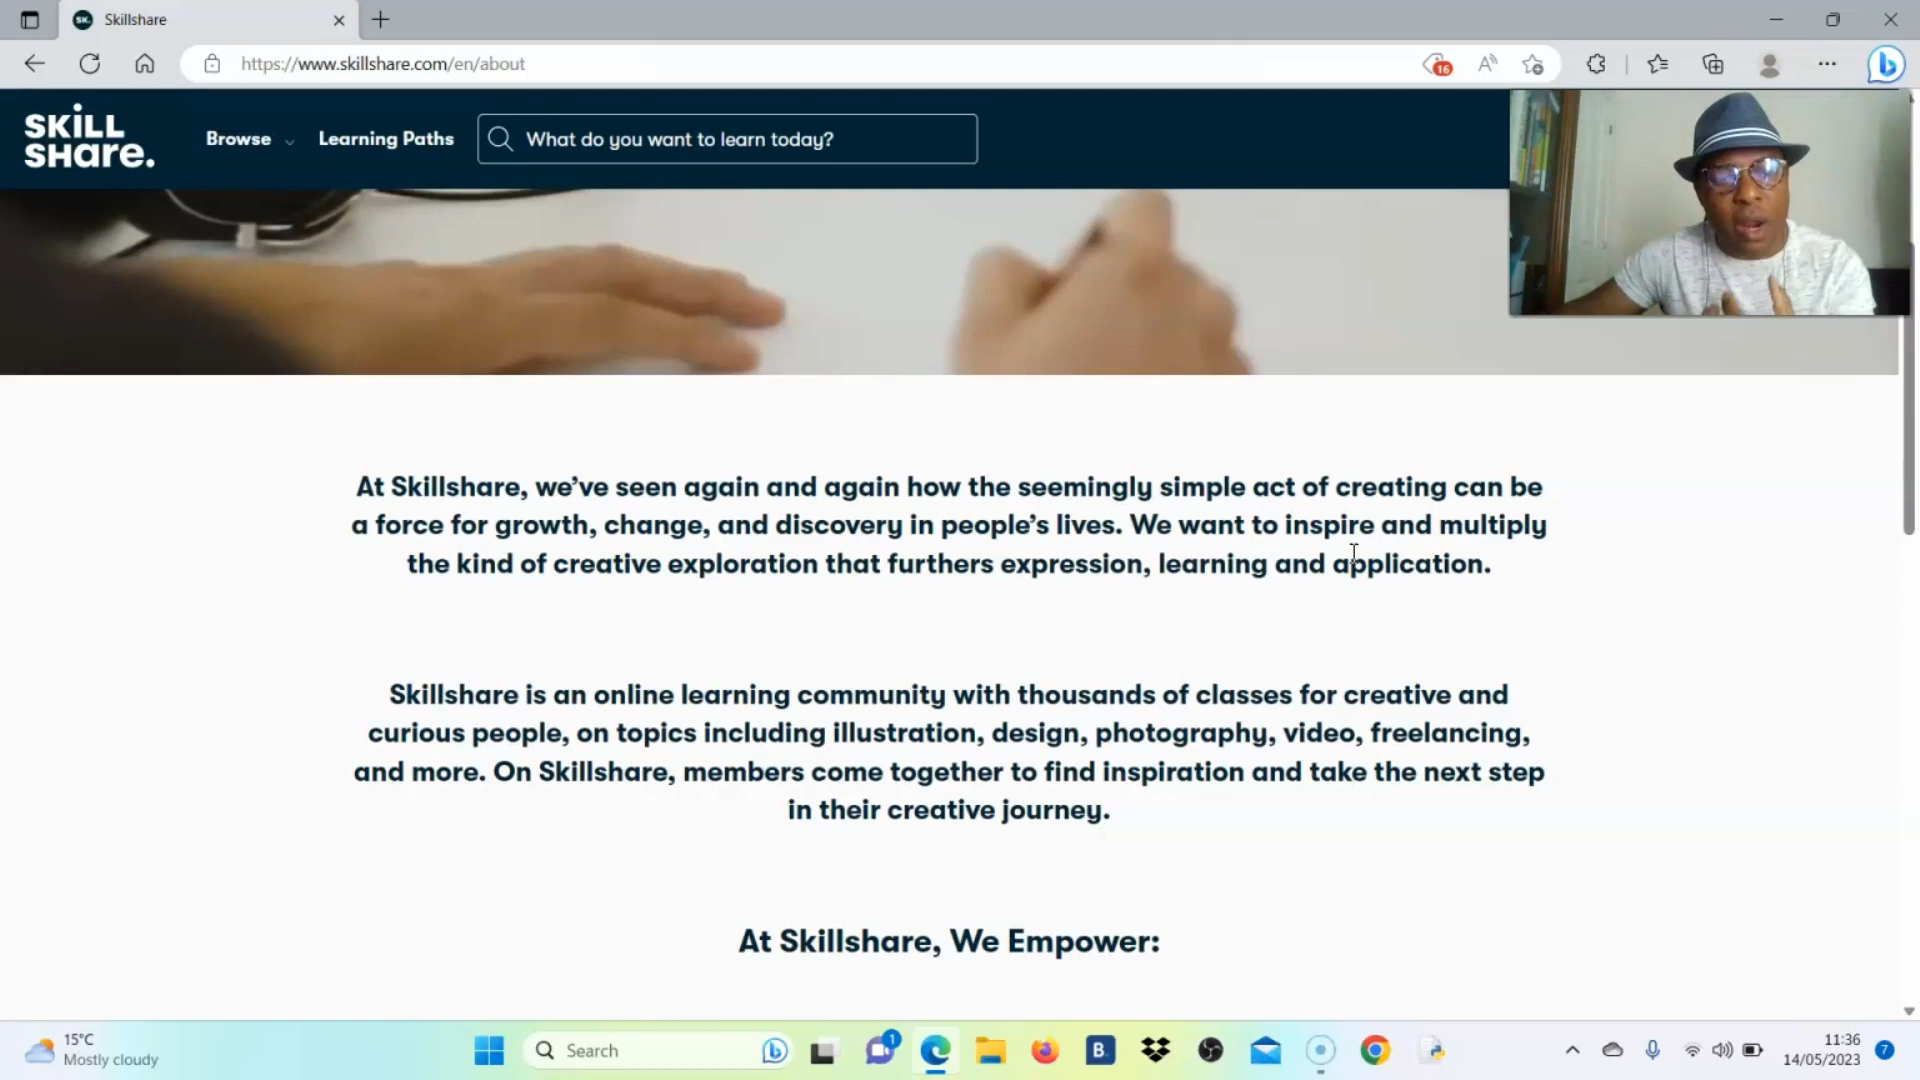 Skillshare
https://www.skillshare.com/en/about
16
SKILL
SHare.
Browse
Learning Paths
What do you want to learn today?
At Skillshare, we've seen again and again how the seemingly simple act of creating can be
a force for growth, change, and discovery in people's lives. We want to inspire and multiply
the kind of creative exploration that furthers expression, learning and application.
Skillshare is an online learning community with thousands of classes for creative and
curious people, on topics including illustration, design, photography, video, freelancing,
and more. On Skillshare, members come together to find inspiration and take the next step
in their creative journey.
At Skillshare, We Empower:
15°C
Mostly cloudy
Search
1
B.
11:36
14/05/2023
7